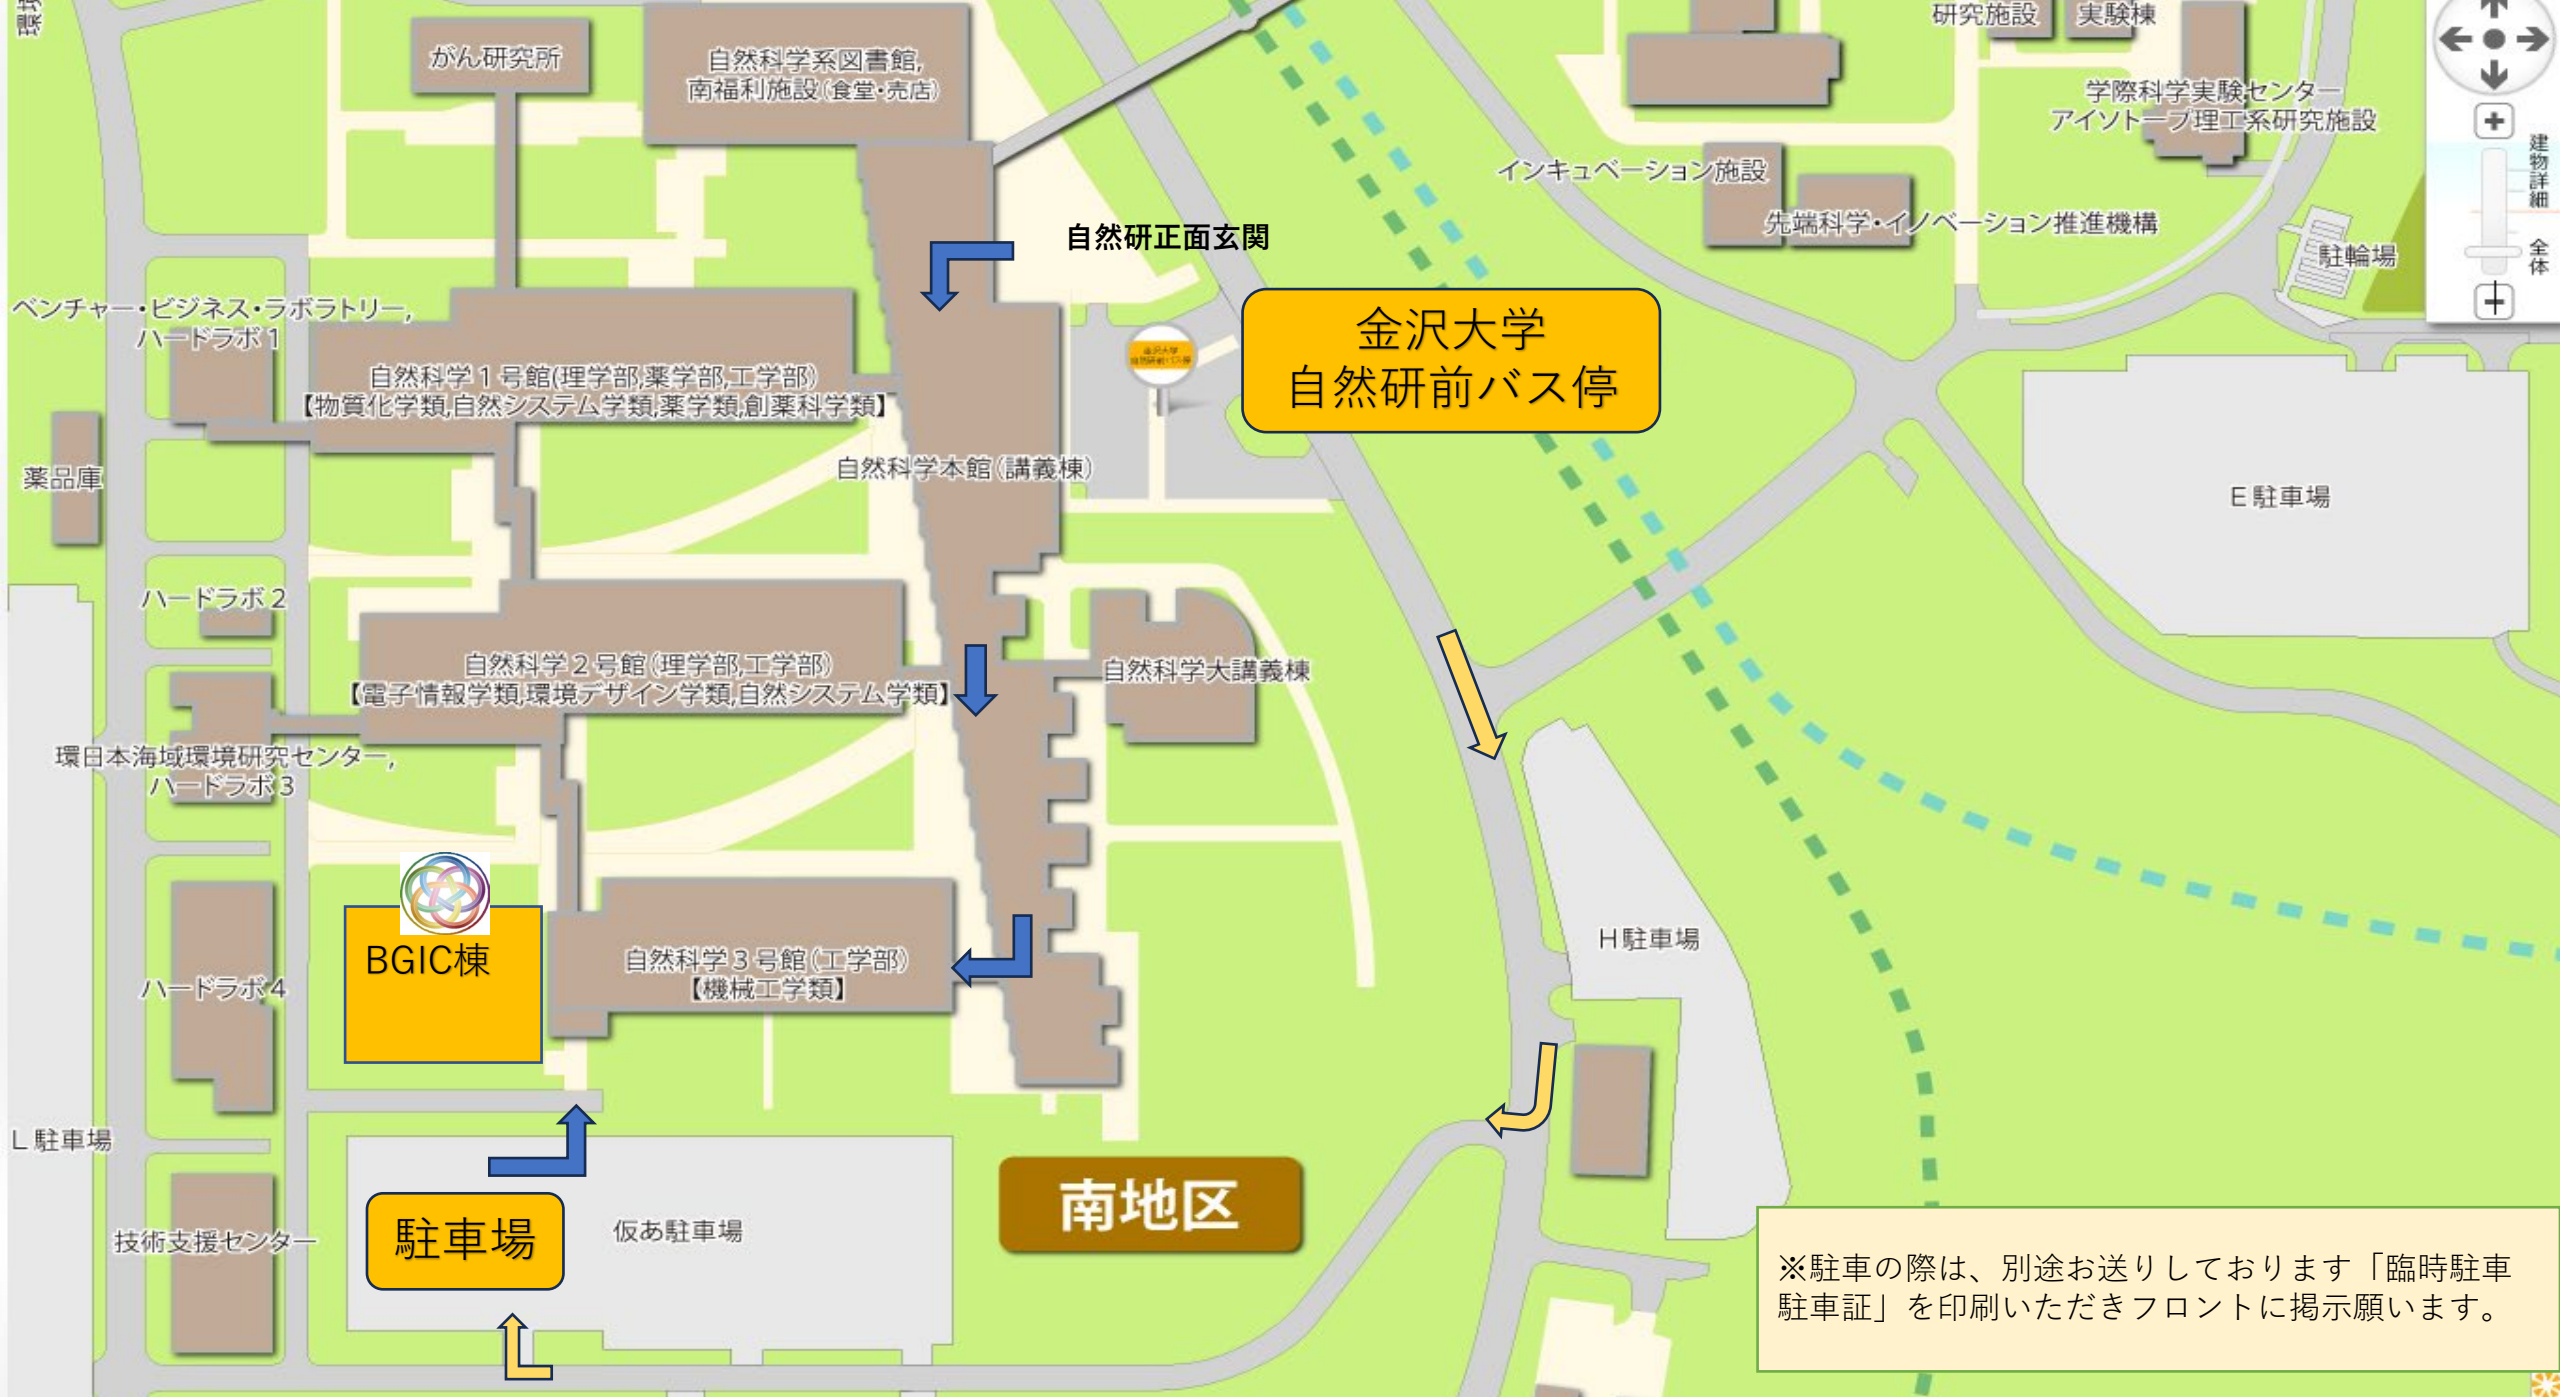 環境
がん研究所
自然科学系図書館,
南福利施設(食堂・売店)
研究施設
実験棟
学際科学実験センター
アイソトープ理工系研究施設
建物詳細
全体
インキュベーション施設
先端科学・イノベーション推進機構
駐輪場
自然研正面玄関
ベンチャー・ビジネス・ラボラトリー,
ハードラボ1
金沢大学
自然研前バス停
金沢大学
自然研前バス停
自然科学1号館(理学部,薬学部,工学部)
【物質化学類,自然システム学類,薬学類,創薬科学類】
薬品庫
自然科学本館(講義棟)
E駐車場
ハードラボ2
自然科学2号館(理学部,工学部)
【電子情報学類,環境デザイン学類,自然システム学類】
自然科学大講義棟
環日本海域環境研究センター,
ハードラボ3
BGIC棟
自然科学3号館(工学部)
【機械工学類】
H駐車場
ハードラボ4
L駐車場
南地区
駐車場
仮あ駐車場
技術支援センター
※駐車の際は、別途お送りしております「臨時駐車
駐車証」を印刷いただきフロントに掲示願います。